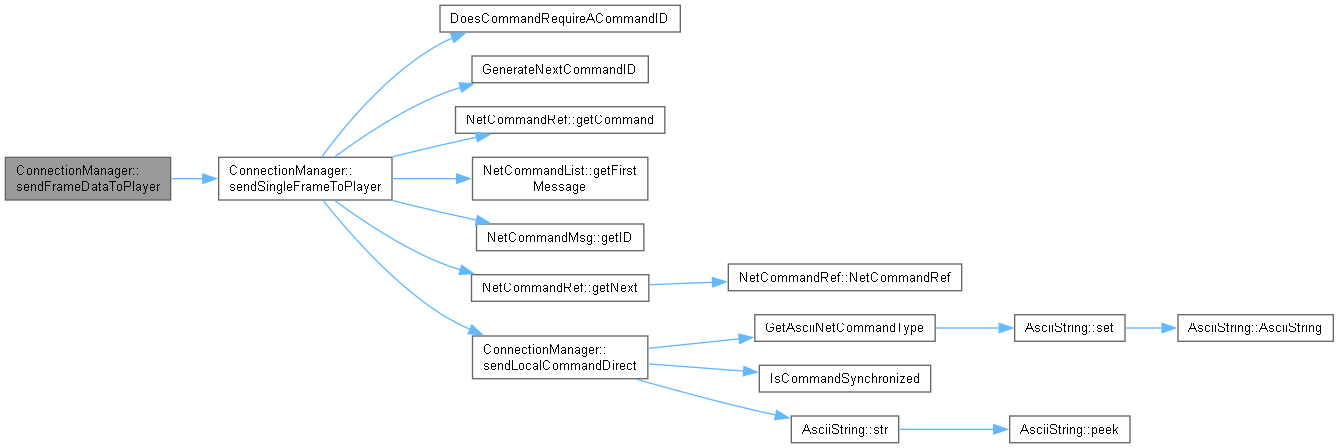 DoesCommandRequireACommandID
GenerateNextCommandID
NetCommandRef::getCommand
ConnectionManager::
sendFrameDataToPlayer
ConnectionManager::
sendSingleFrameToPlayer
NetCommandList::getFirst
Message
NetCommandMsg::getID
NetCommandRef::getNext
NetCommandRef::NetCommandRef
ConnectionManager::
sendLocalCommandDirect
GetAsciiNetCommandType
AsciiString::set
AsciiString::AsciiString
IsCommandSynchronized
AsciiString::str
AsciiString::peek